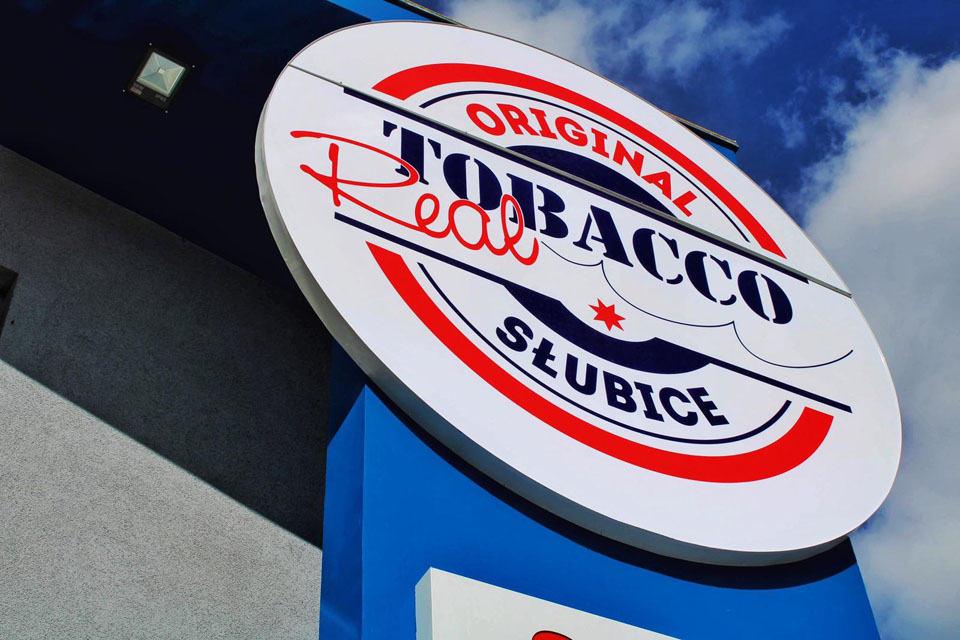 ORIGINAL
TOBACCO
Real
SŁUBICE